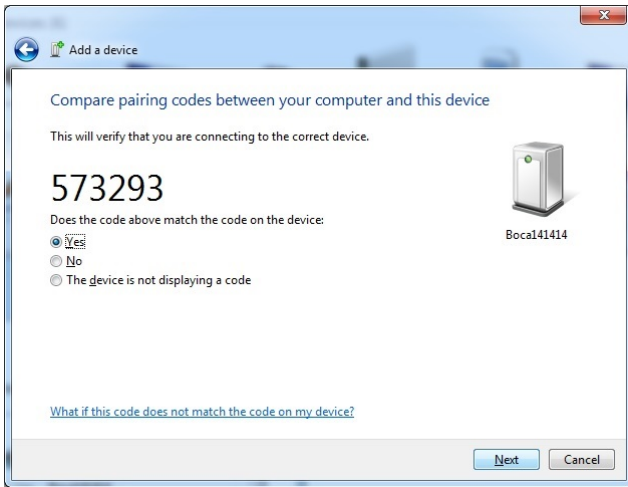 Add a device
Compare pairing codes between your computer and this device
This will verify that you are connecting to the correct device.
573293
Does the code above match the code on the device:
Boca141414
Yes
No
The device is not displaying a code
What if this code does not match the code on my device?
Next Cancel